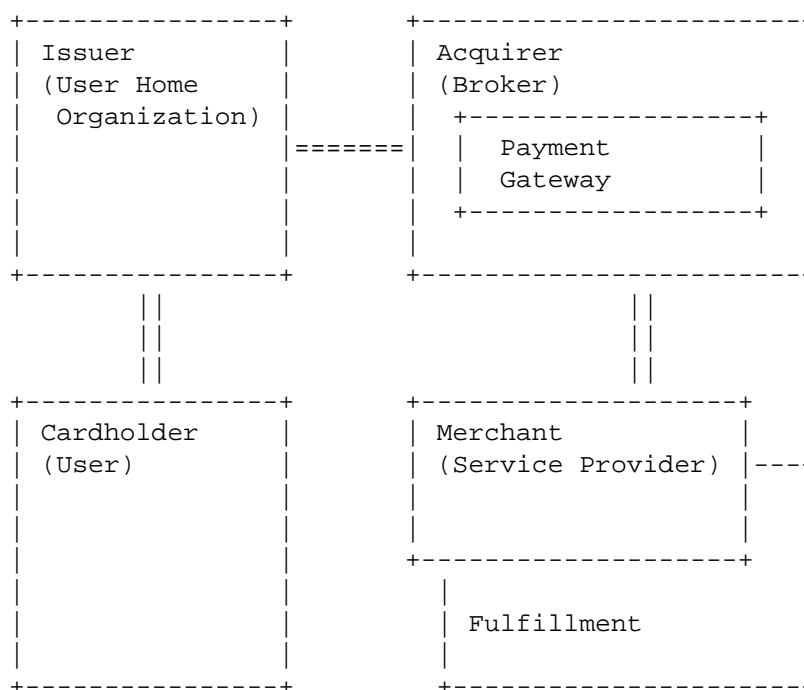 Issuer
(User Home
Organization)
Acquirer
(Broker)
Payment
Gateway
Cardholder
(User)
Merchant
(Service Provider)
Fulfillment